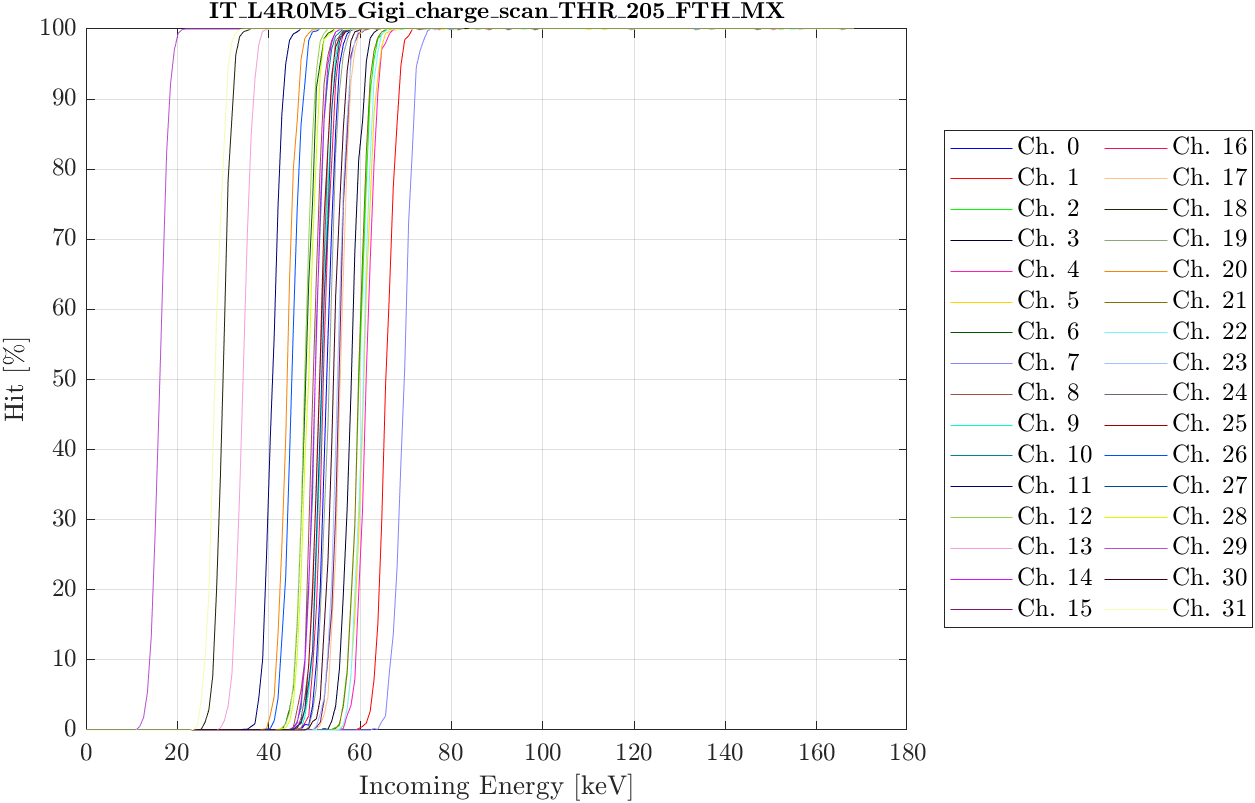 IT_L4R0M5_Gigi_charge_scan_THR_205_FTH_MX
100
90
80
70
60
50
40
30
20
10
0
Hit [%]
0 20 40 60 80 100 120 140 160 180
Incoming Energy [keV]
Ch. 0 Ch. 16
Ch. 1 Ch. 17
Ch. 2 Ch. 18
Ch. 3 Ch. 19
Ch. 4 Ch. 20
Ch. 5 Ch. 21
Ch. 6 Ch. 22
Ch. 7 Ch. 23
Ch. 8 Ch. 24
Ch. 9 Ch. 25
Ch. 10 Ch. 26
Ch. 11 Ch. 27
Ch. 12 Ch. 28
Ch. 13 Ch. 29
Ch. 14 Ch. 30
Ch. 15 Ch. 31